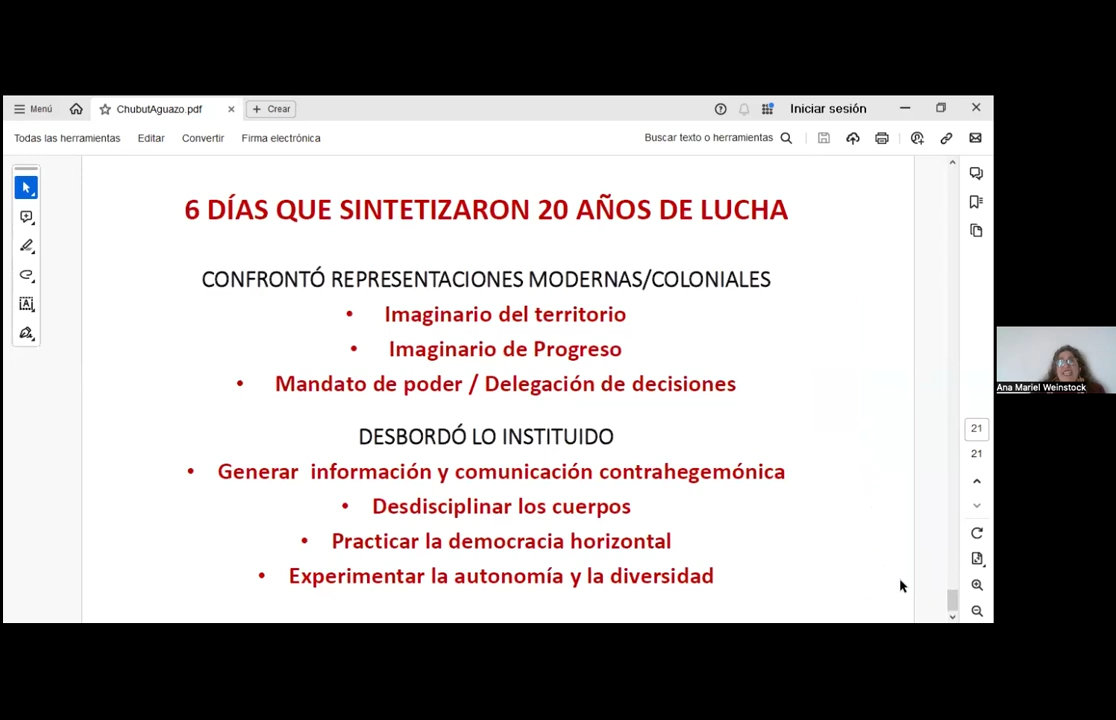 Menú
ChubutAguazo.pdf
Crear
Iniciar sesión
Todas las herramientas
Editar
Convertir
Firma electrónica
Buscar texto o herramientas
6 DÍAS QUE SINTETIZARON 20 AÑOS DE LUCHA
CONFRONTÓ REPRESENTACIONES MODERNAS/COLONIALES
• Imaginario del territorio
• Imaginario de Progreso
• Mandato de poder / Delegación de decisiones
DESBORDÓ LO INSTITUIDO
• Generar información y comunicación contrahegemónica
• Desdisciplinar los cuerpos
• Practicar la democracia horizontal
• Experimentar la autonomía y la diversidad
21
21
Ana Mariel Weinstock